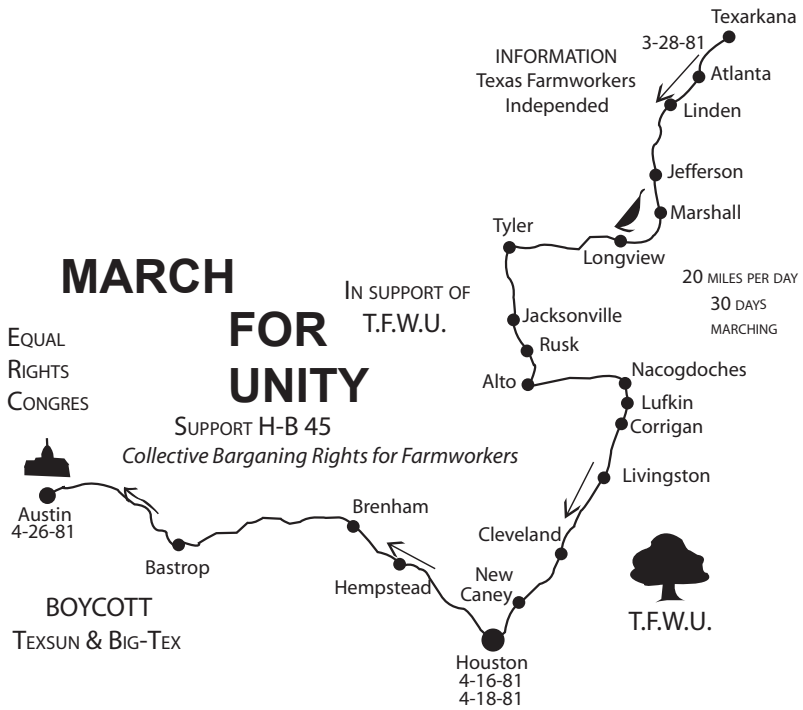 Texarkana
3-28-81
INFORMATION
Texas Farmworkers
Independed
Atlanta
Linden
Jefferson
Marshall
Tyler
Longview
MARCH
FOR
UNITY
IN SUPPORT OF
T.F.W.U.
20 MILES PER DAY
30 DAYS
MARCHING
EQUAL
RIGHTS
CONGRES
Jacksonville
Rusk
Alto
Nacogdoches
Lufkin
Corrigan
SUPPORT H-B 45
Collective Barganing Rights for Farmworkers
Livingston
Austin
4-26-81
Brenham
Cleveland
Bastrop
Hempstead
New
Caney
BOYCOTT
TEXSUN & BIG-TEX
T.F.W.U.
Houston
4-16-81
4-18-81